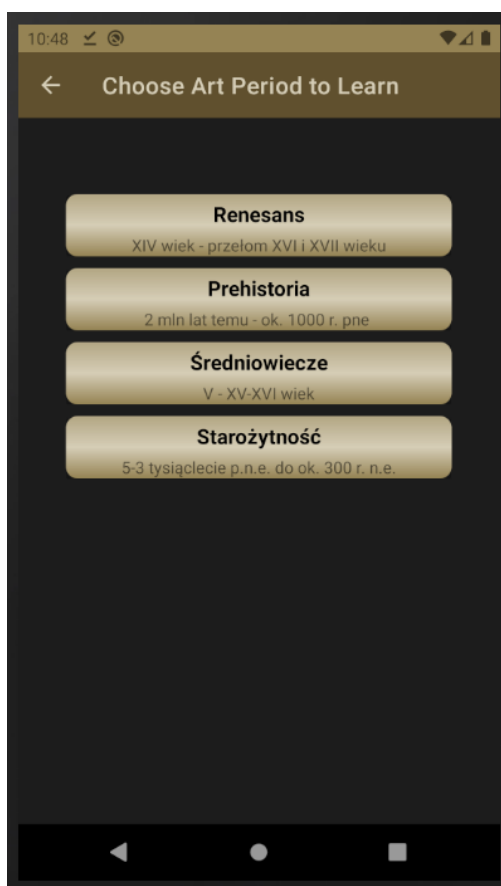 10:48
Choose Art Period to Learn
Renesans
XIV wiek - przełom XVI i XVII wieku
Prehistoria
2 mln lat temu - ok. 1000 r. pne
Średniowiecze
V - XV-XVI wiek
Starożytność
5-3 tysiąclecie p.n.e. do ok. 300 r. n.e.